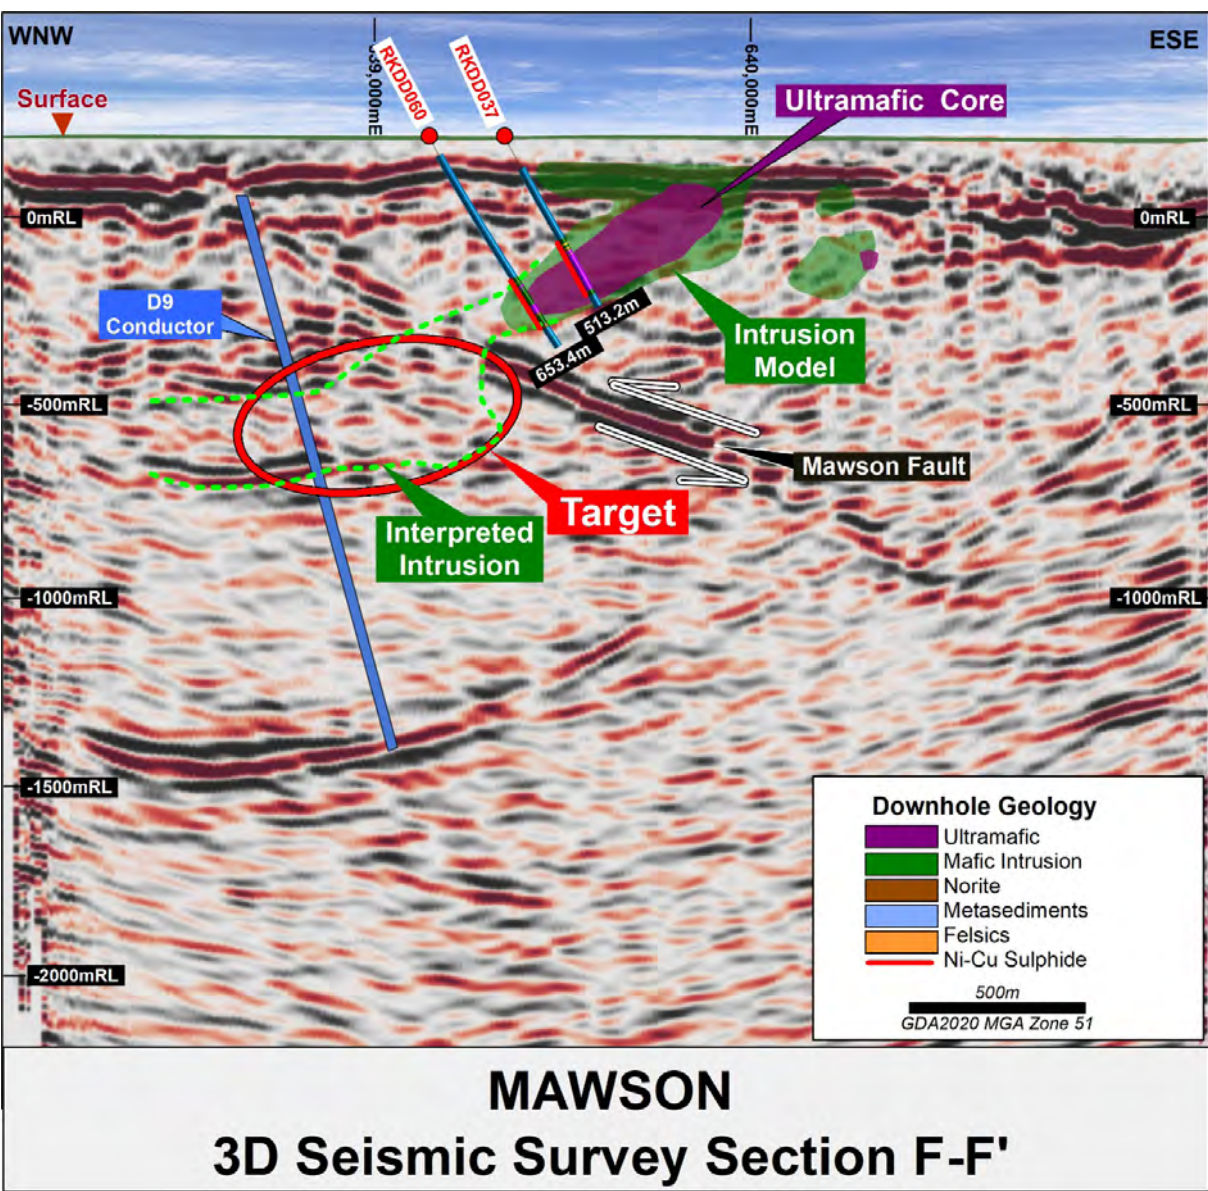 WNW
ESE
Surface
RKDD060
RKDD037
639,000mE
640,000mE
Ultramafic Core
0mRL
0mRL
D9
Conductor
513.2m
653.4m
Intrusion
Model
-500mRL
-500mRL
Mawson Fault
Target
Interpreted
Intrusion
-1000mRL
-1000mRL
-1500mRL
-2000mRL
Downhole Geology
Ultramafic
Mafic Intrusion
Norite
Metasediments
Felsics
Ni-Cu Sulphide
500m
GDA2020 MGA Zone 51
MAWSON
3D Seismic Survey Section F-F'